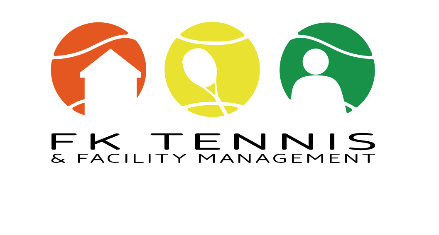 FK TENNIS
& FACILITY MANAGEMENT